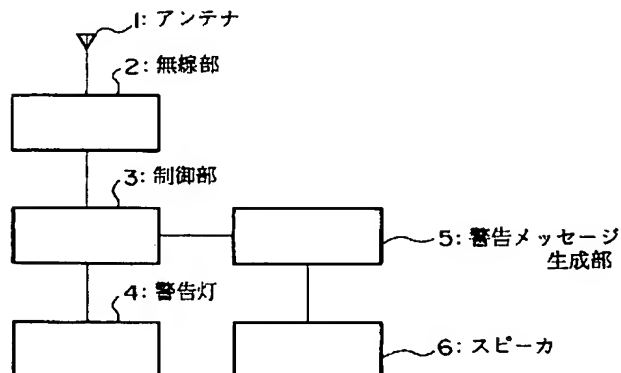 1: アンテナ
2: 無線部
3: 制御部
4: 警告灯
5: 警告メッセージ
生成部
6: スピーカ